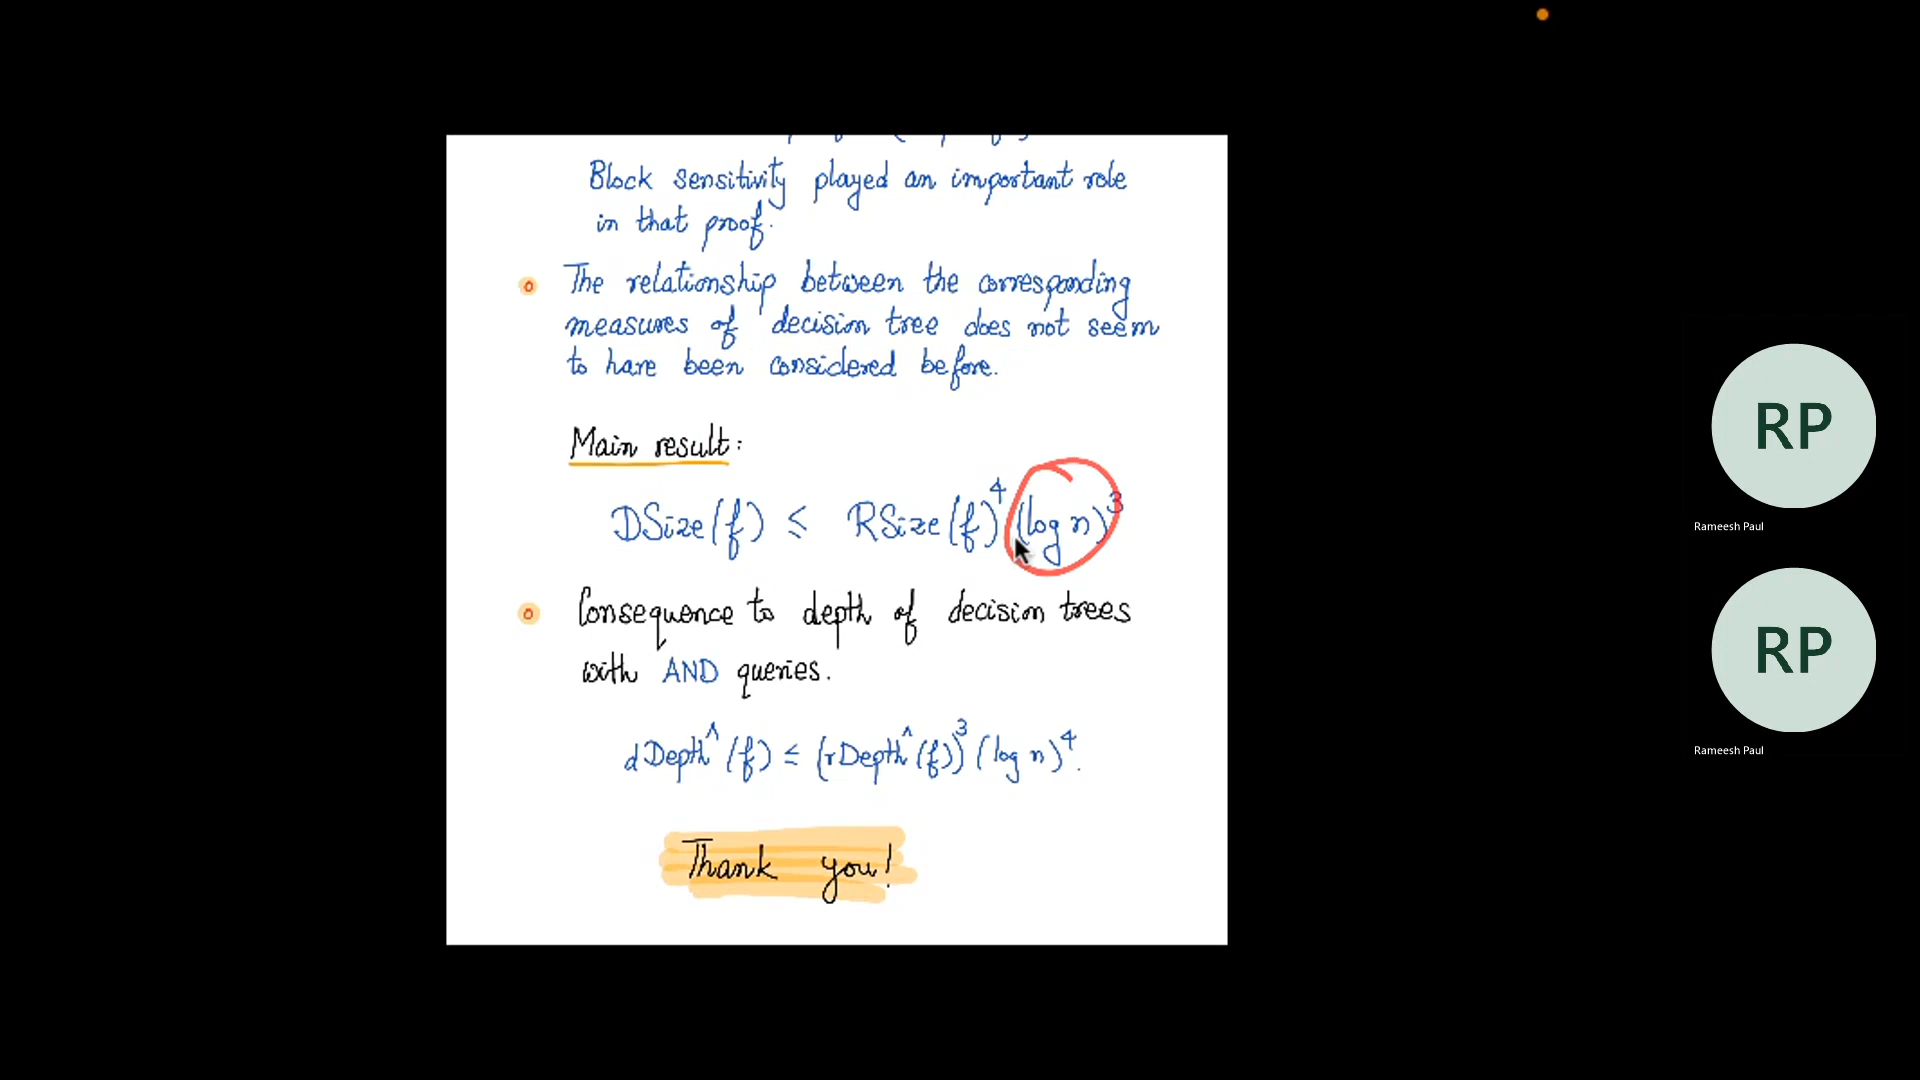 Block sensitivity played an important role
in that proof.
The relationship between the corresponding
measures of decision tree does not seem
to have been considered before.
Main result:
DSize(f) ≤ RSize(f)^4 (log n)^3
Consequence to depth of decision trees
with AND queries.
dDepth^∧(f) ≤ (rDepth^∧(f))^3 (log n)^4.
Thank you!
RP
Rameesh Paul
RP
Rameesh Paul